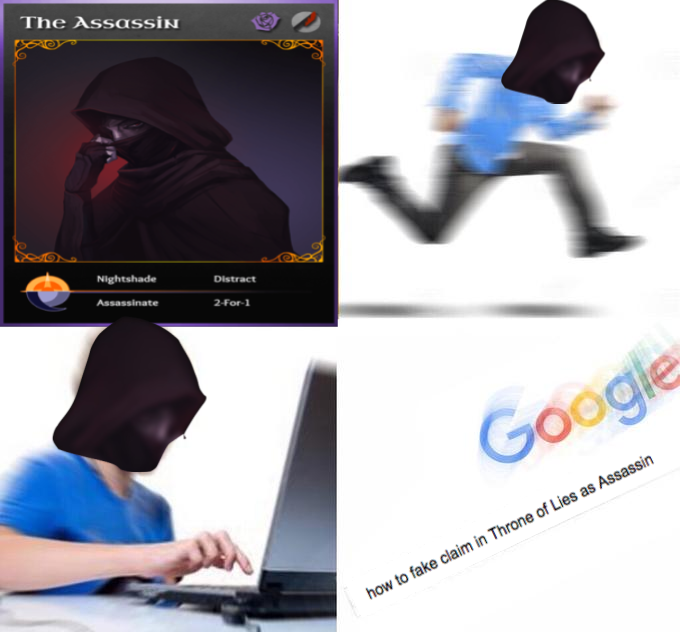 The Assassin
Nightshade Distract
Assassinate 2-For-1
Google
how to fake claim in Throne of Lies as Assassin